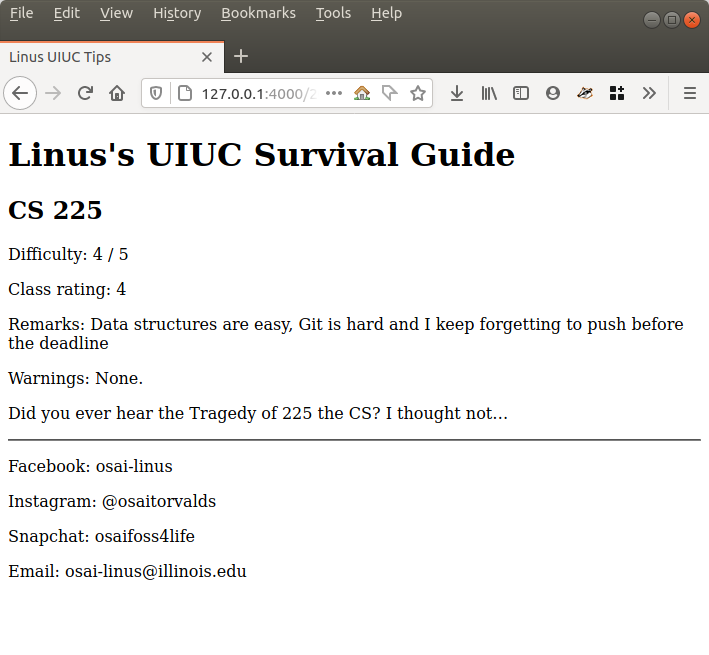 File Edit View History Bookmarks Tools Help
Linus UIUC Tips
127.0.0.1:4000/2
Linus's UIUC Survival Guide
CS 225
Difficulty: 4 / 5
Class rating: 4
Remarks: Data structures are easy, Git is hard and I keep forgetting to push before
the deadline
Warnings: None.
Did you ever hear the Tragedy of 225 the CS? I thought not…
Facebook: osai-linus
Instagram: @osaitorvalds
Snapchat: osaifoss4life
Email: osai-linus@illinois.edu